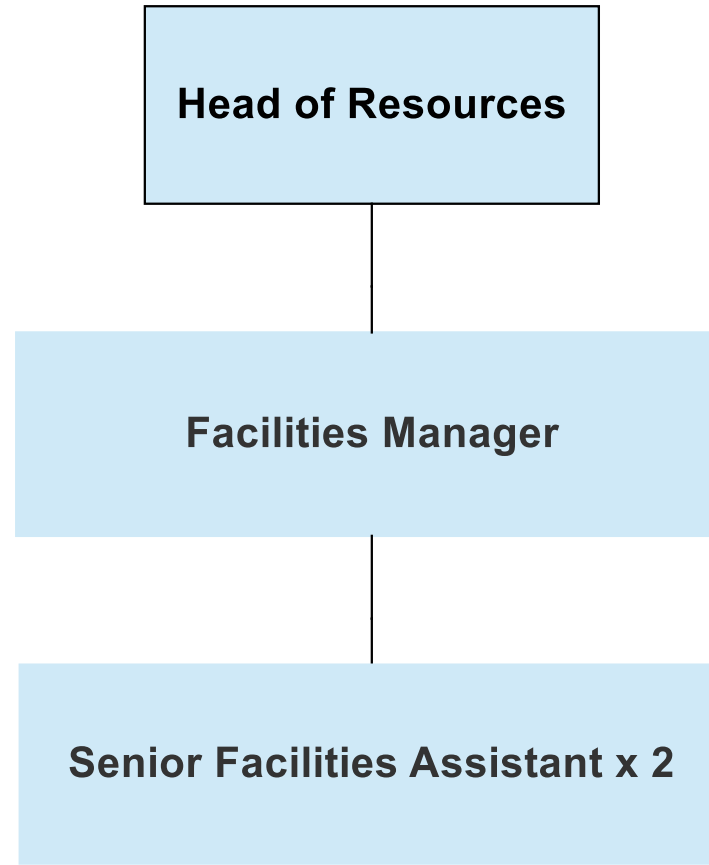 Head of Resources
Facilities Manager
Senior Facilities Assistant x 2